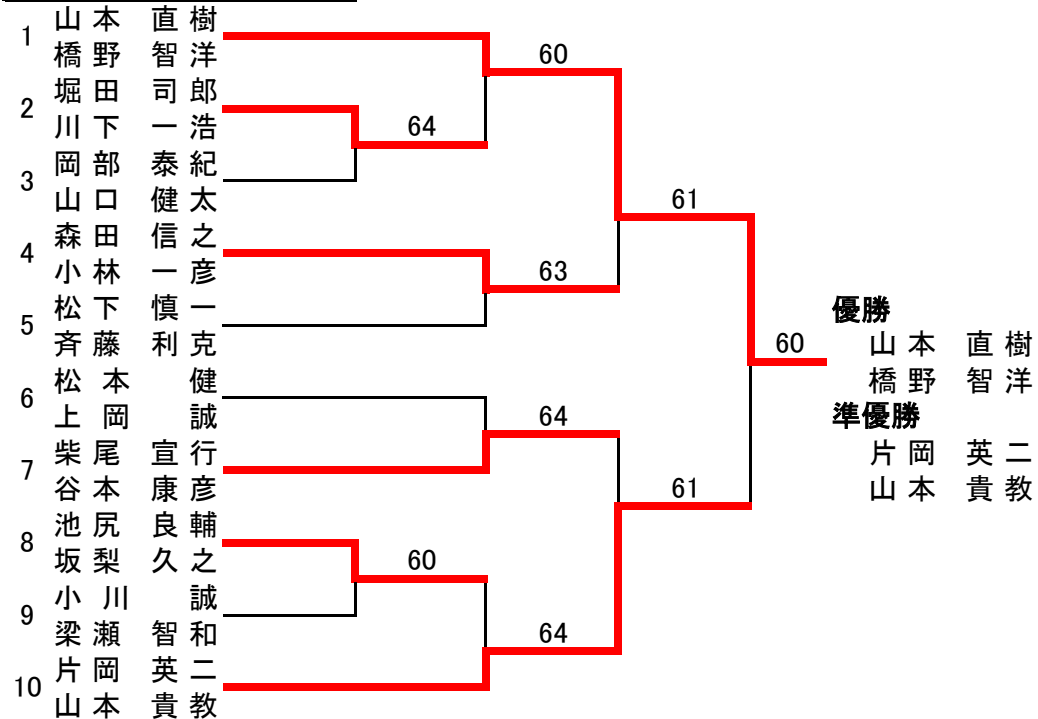 1 山本 直樹
橋野 智洋
2 堀田 司郎
川下 一浩
3 岡部 泰紀
山口 健太
4 森田 信之
小林 一彦
5 松下 慎一
斉藤 利克
6 松本 健
上岡 誠
7 柴尾 宣行
谷本 康彦
8 池尻 良輔
坂梨 久之
9 小川 誠
梁瀬 智和
10 片岡 英二
山本 貴教
64
60
60
63
64
64
61
61
60
優勝
山本 直樹
橋野 智洋
準優勝
片岡 英二
山本 貴教